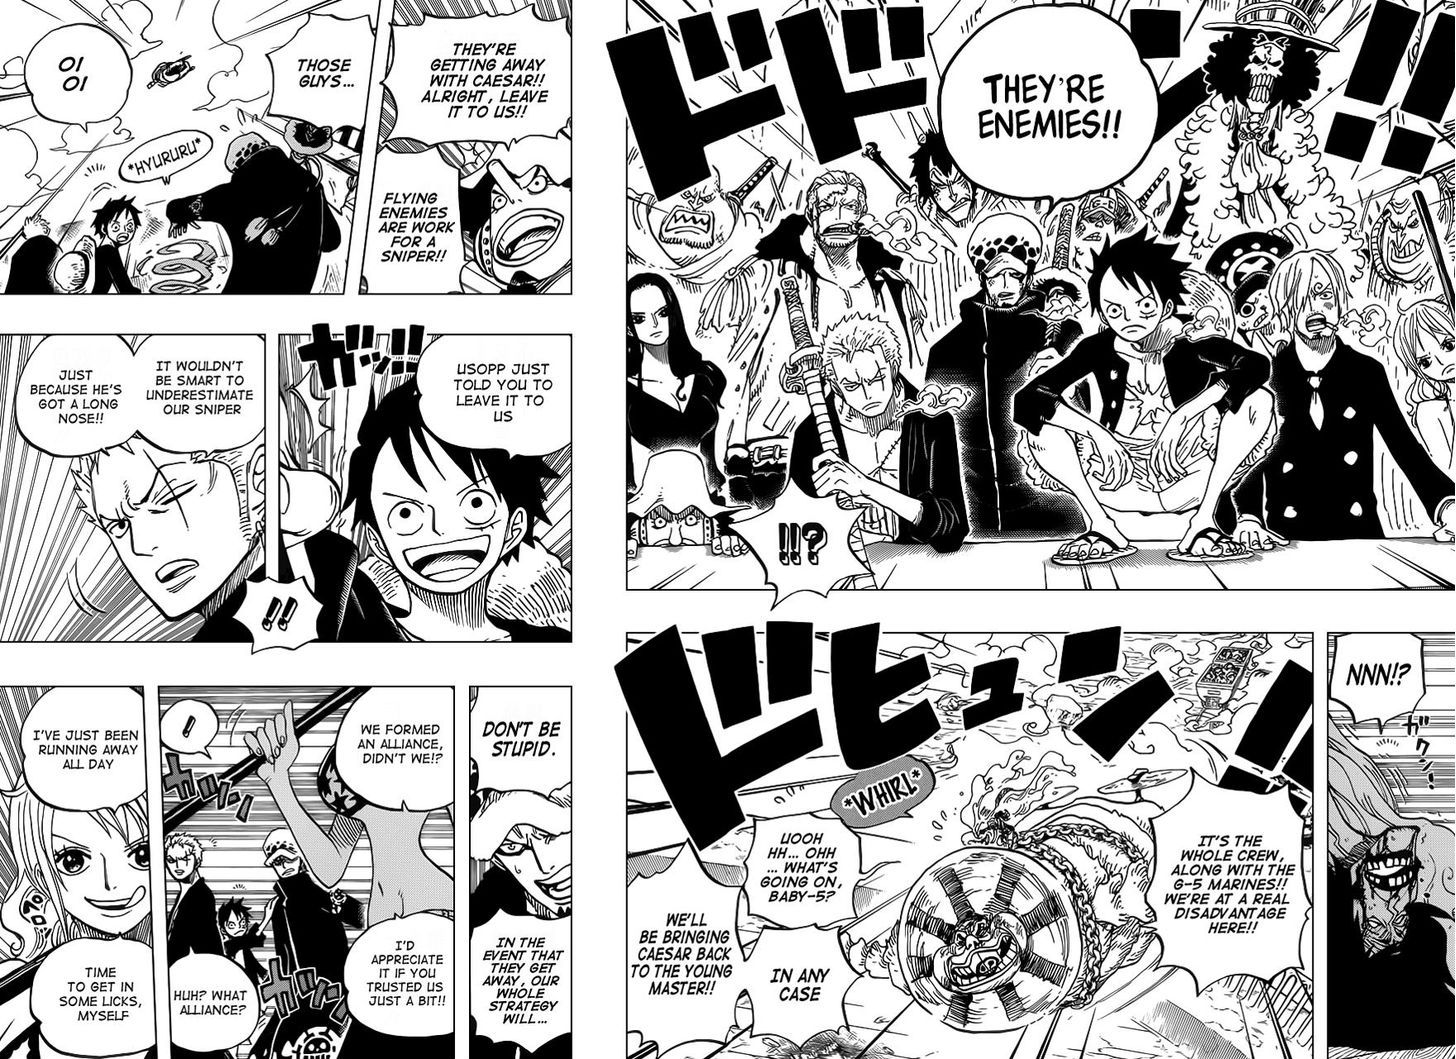 THEY'RE
ENEMIES!!
ドドン!!
!!?
NNN!?
ガクン!
ドヒュン!!
IT'S THE
WHOLE CREW,
ALONG WITH THE
G-5 MARINES!!
WE'RE AT A REAL
DISADVANTAGE
HERE!!
*WHIRL*
UOOH
HH... OHH
... WHAT'S
GOING ON,
BABY-5?
IN ANY
CASE
WE'LL
BE BRINGING
CAESAR BACK
TO THE YOUNG
MASTER!!
THEY'RE
GETTING AWAY
WITH CAESAR!!
ALRIGHT, LEAVE
IT TO US!!
FLYING
ENEMIES
ARE WORK
FOR A
SNIPER!!
THOSE
GUYS...
*HYURURU*
OI
OI
USOPP JUST
TOLD YOU TO
LEAVE IT TO
US
ガッ!!
!!
IT WOULDN'T
BE SMART TO
UNDERESTIMATE
OUR SNIPER
JUST
BECAUSE HE'S
GOT A LONG
NOSE!!
DON'T BE
STUPID.
IN THE
EVENT THAT
THEY GET
AWAY, OUR
WHOLE
STRATEGY
WILL...
WE FORMED
AN ALLIANCE,
DIDN'T WE!?
I'D
APPRECIATE
IT IF YOU
TRUSTED US
JUST A BIT!!
!
HUH? WHAT
ALLIANCE?
I'VE JUST BEEN
RUNNING AWAY
ALL DAY
TIME
TO GET IN
SOME LICKS,
MYSELF